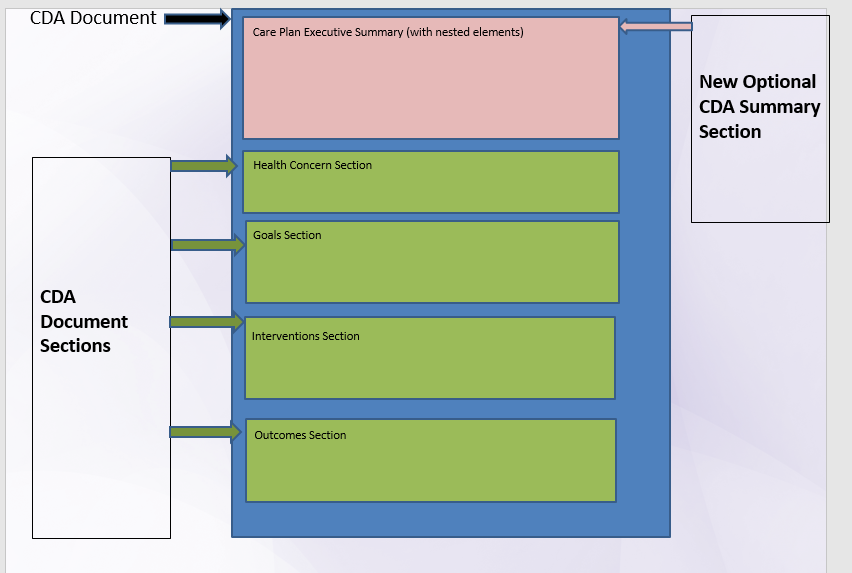 CDA Document
Care Plan Executive Summary (with nested elements)
New Optional
CDA Summary
Section
Health Concern Section
Goals Section
CDA
Document
Sections
Interventions Section
Outcomes Section